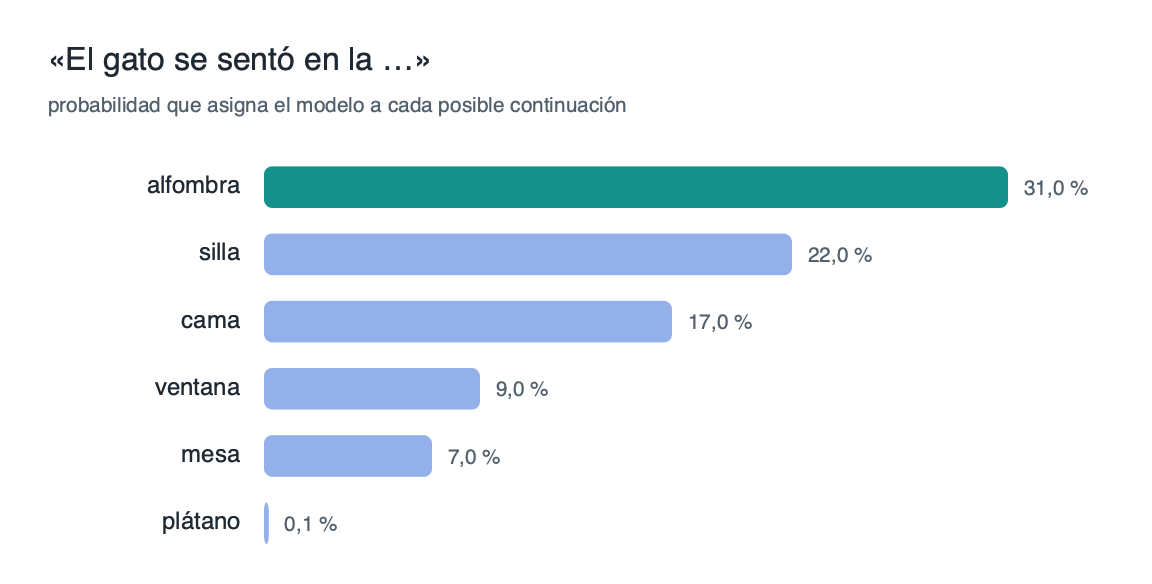 «El gato se sentó en la …»
probabilidad que asigna el modelo a cada posible continuación
alfombra 31,0 %
silla 22,0 %
cama 17,0 %
ventana 9,0 %
mesa 7,0 %
plátano 0,1 %